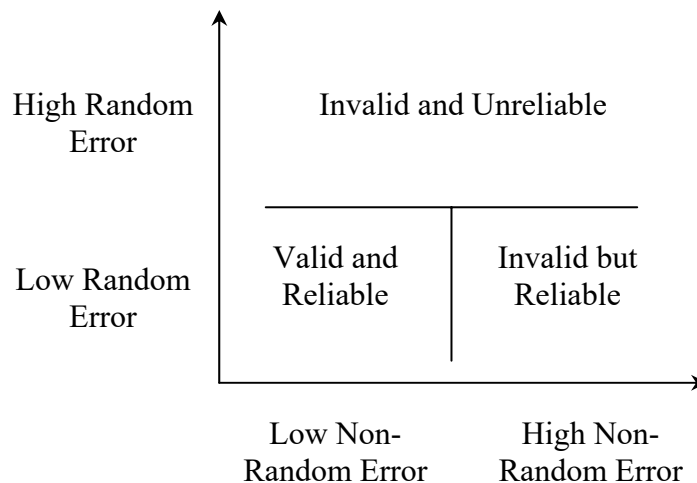 High Random
Error
Invalid and Unreliable
Low Random
Error
Valid and
Reliable
Invalid but
Reliable
Low Non-
Random Error
High Non-
Random Error